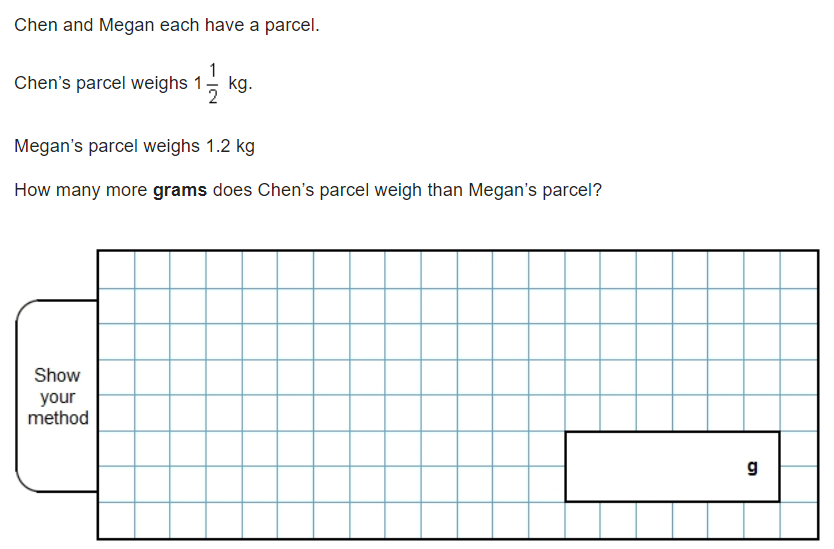 Chen and Megan each have a parcel.
Chen’s parcel weighs 1 1/2 kg.
Megan’s parcel weighs 1.2 kg
How many more grams does Chen’s parcel weigh than Megan’s parcel?
Show
your
method
g